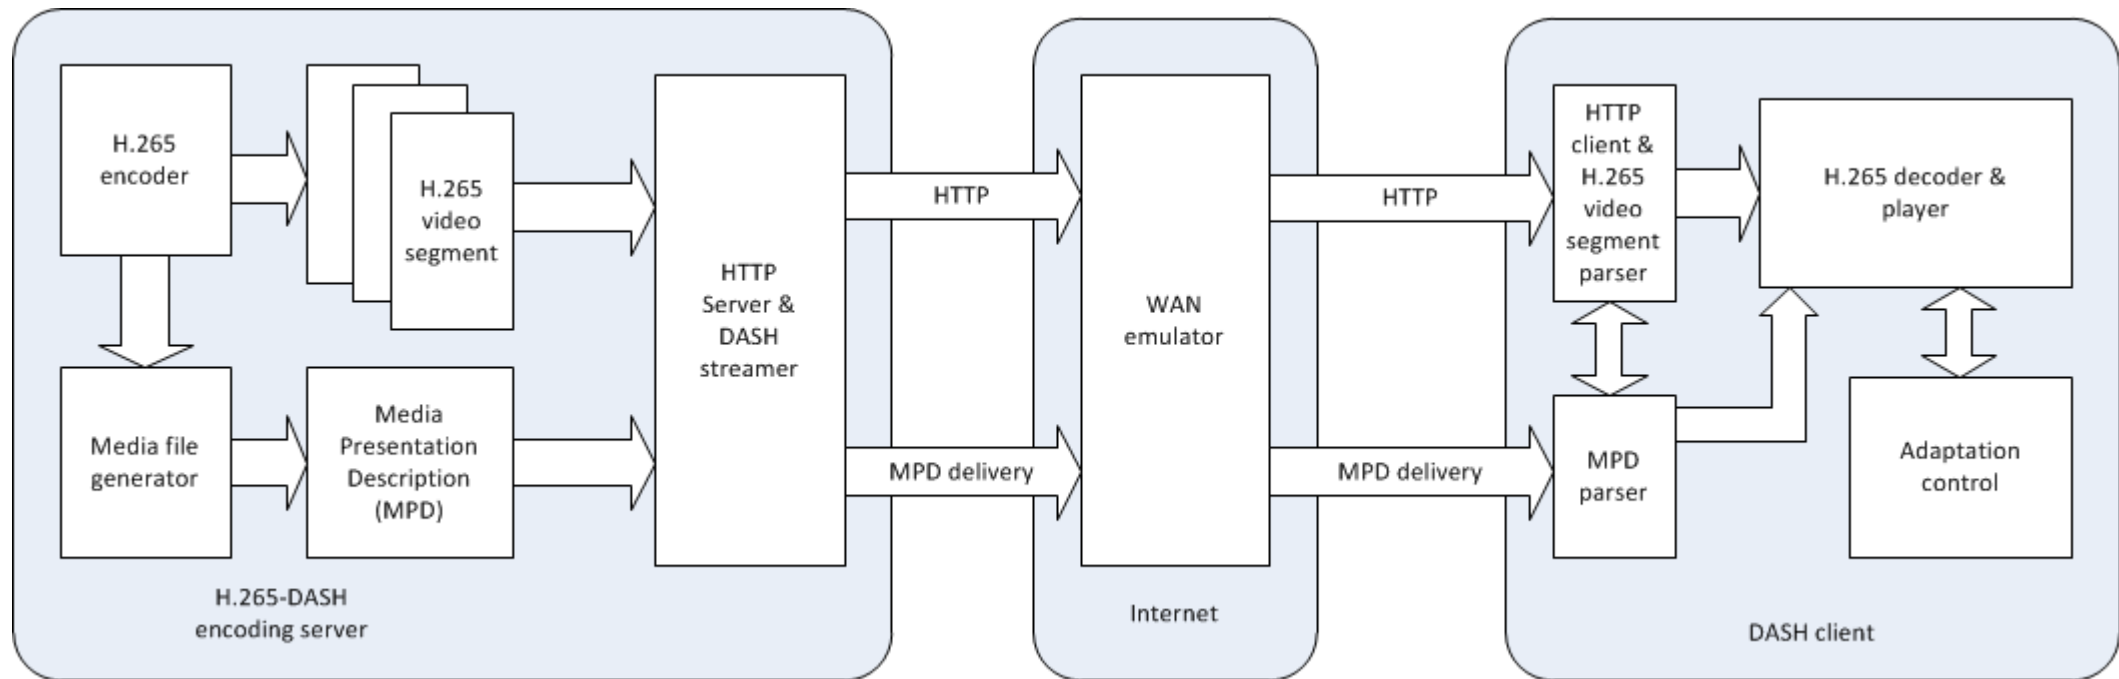 H.265
encoder
H.265
video
segment
Media file
generator
Media
Presentation
Description
(MPD)
HTTP
Server &
DASH
streamer
H.265-DASH
encoding server
HTTP
MPD delivery
WAN
emulator
Internet
HTTP
MPD delivery
HTTP
client &
H.265
video
segment
parser
H.265 decoder &
player
MPD
parser
Adaptation
control
DASH client